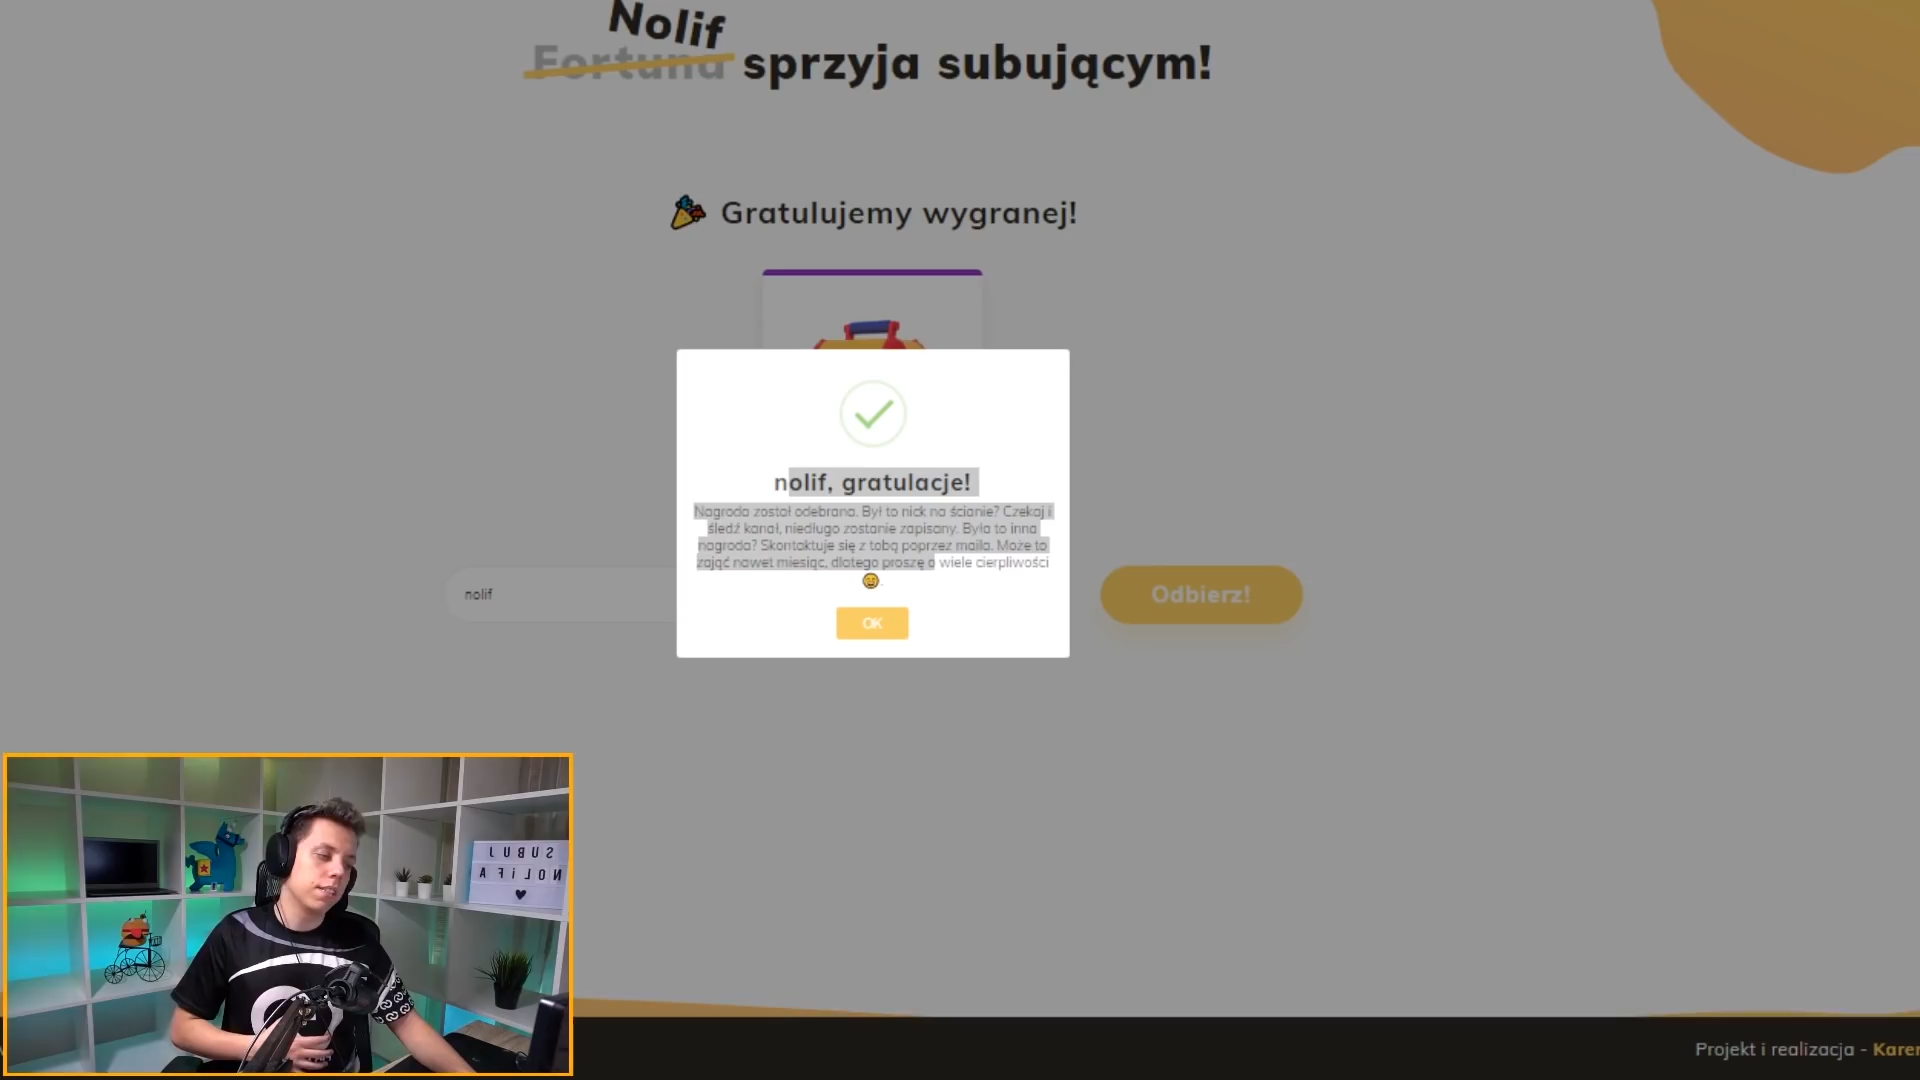 Nolif
Fortuna sprzyja subującym!
Gratulujemy wygranej!
nolif, gratulacje!
Nagroda został odebrana. Był to nick na ścianie? Czekaj i
śledź kanał, niedługo zostanie zapisany. Była to inna
nagroda? Skontaktuje się z tobą poprzez maila. Może to
zająć nawet miesiąc, dlatego proszę o wiele cierpliwości
.
OK
nolif
Odbierz!
SUBUJ
NOLiFA
Projekt i realizacja - Karen